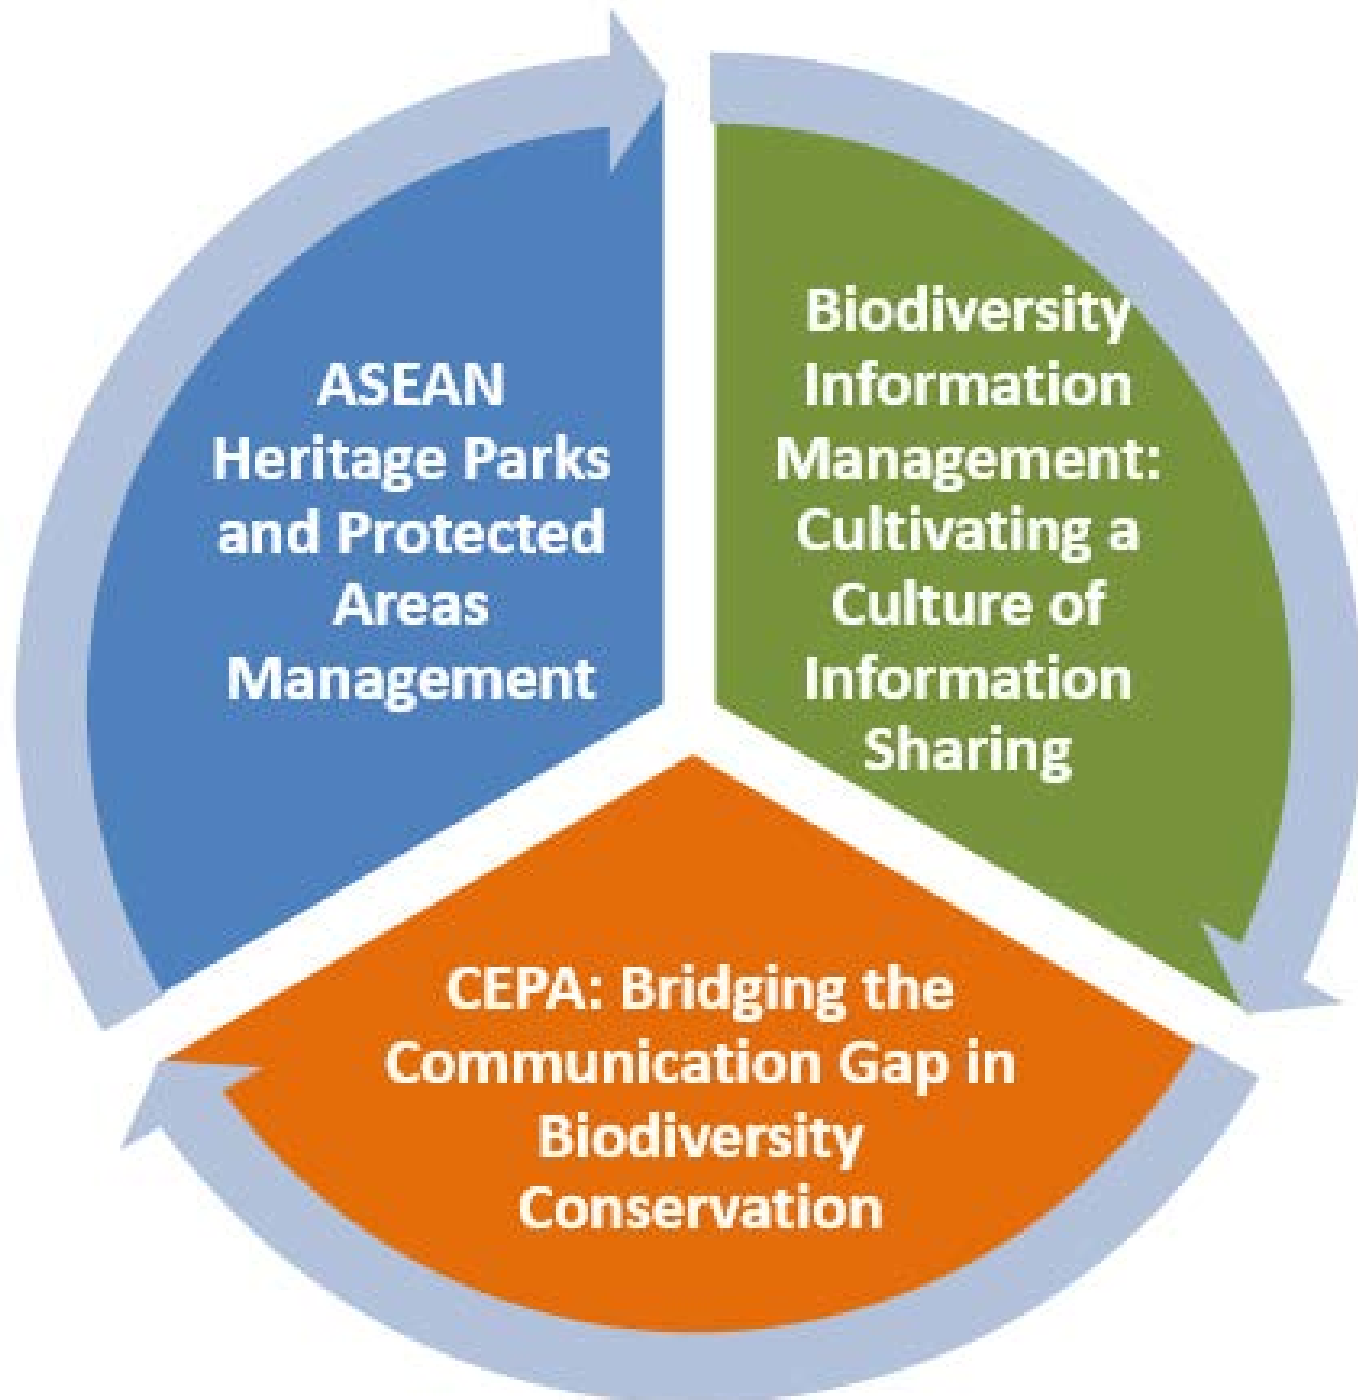 ASEAN
Heritage Parks
and Protected
Areas
Management
Biodiversity
Information
Management:
Cultivating a
Culture of
Information
Sharing
CEPA: Bridging the
Communication Gap in
Biodiversity
Conservation